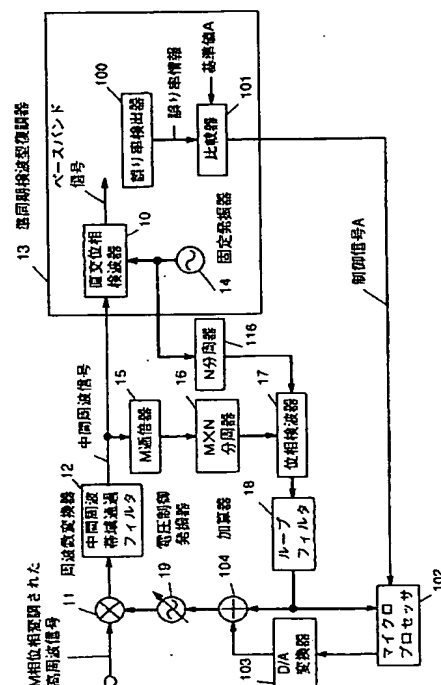 13 準同期検波型復調器
ベースバンド
信号
100
誤り率検出器
誤り率情報
基準値A
比較器
101
直交位相
検波器
10
固定発振器
14
中間周波信号
周波数変換器
12
中間周波
帯域通過
フィルタ
M相位相変調された
高周波信号
11
M逓倍器
15
M×N
分周器
16
N分周器
116
位相検波器
17
ループ
フィルタ
18
電圧制御
発振器
19
加算器
104
D/A
変換器
103
マイクロ
プロセッサ
102
制御信号A